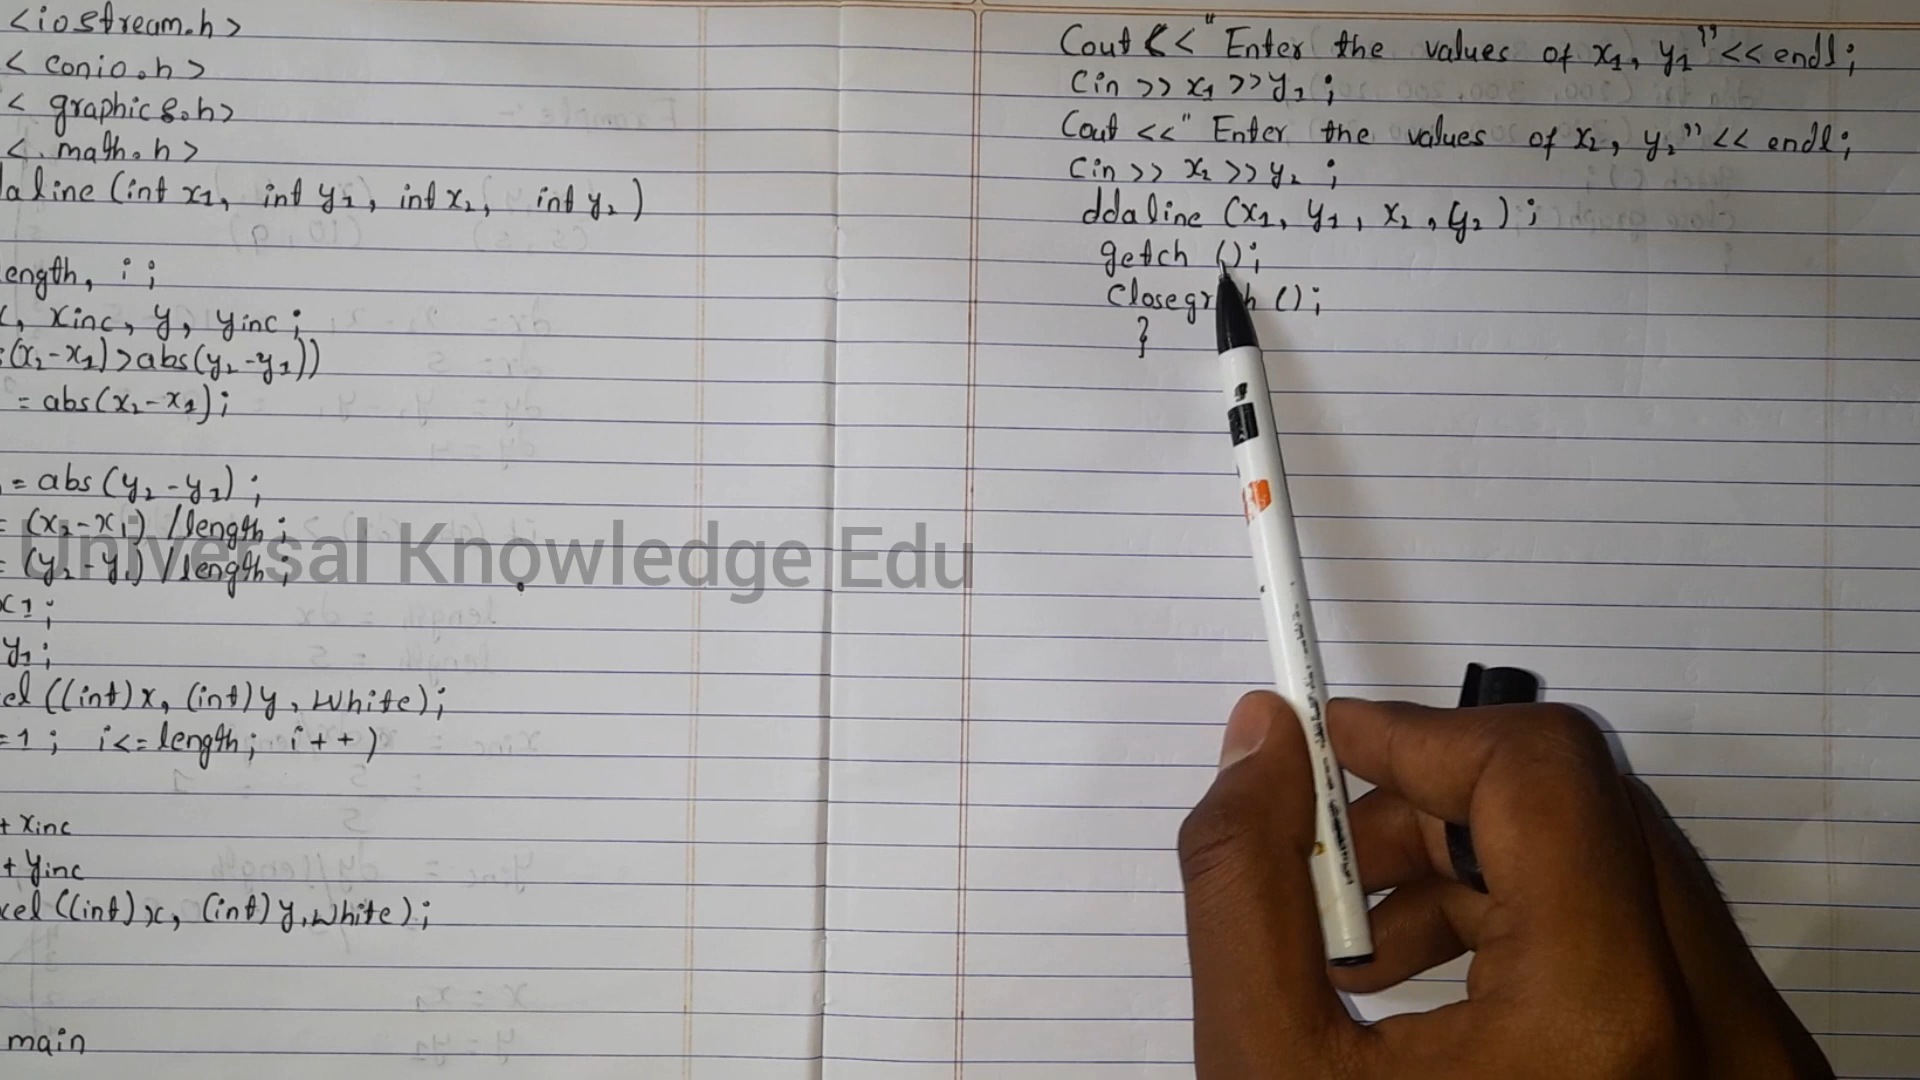 <iostream.h>
<conio.h>
<graphics.h>
<math.h>
aline (int x1, int y1, int x2, int y2)
ength, i;
, xinc, y, yinc;
(x2-x1)>abs(y2-y1))
= abs(x2-x1);
= abs(y2-y1);
= (x2-x1) /length;
= (y2-y1) /length;
x1;
y1;
el ((int)x, (int)y, White);
=1; i<=length; i++)
+ xinc
+ yinc
xel ((int)x, (int)y, White);
main
Cout << "Enter the values of x1, y1" << endl;
Cin >> x1 >> y1;
Cout << "Enter the values of x2, y2" << endl;
Cin >> x2 >> y2;
ddaline (x1, y1, x2, y2);
getch ();
Closegr h ();
}
Universal Knowledge Edu